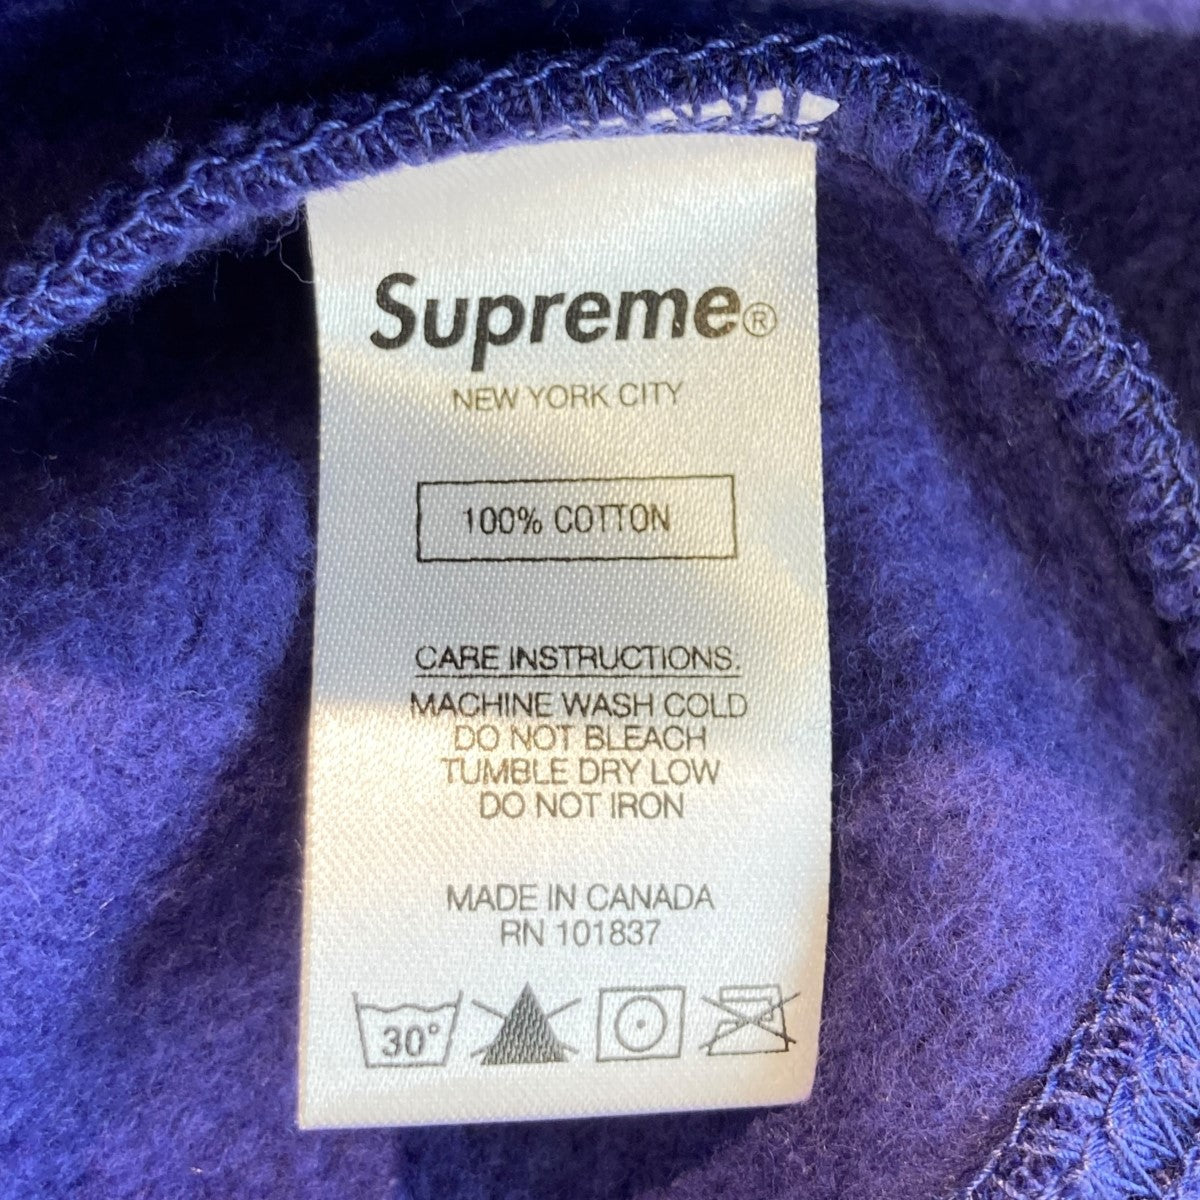 Supreme®
NEW YORK CITY
100% COTTON
CARE INSTRUCTIONS:
MACHINE WASH COLD
DO NOT BLEACH
TUMBLE DRY LOW
DO NOT IRON
MADE IN CANADA
RN 101837
30°